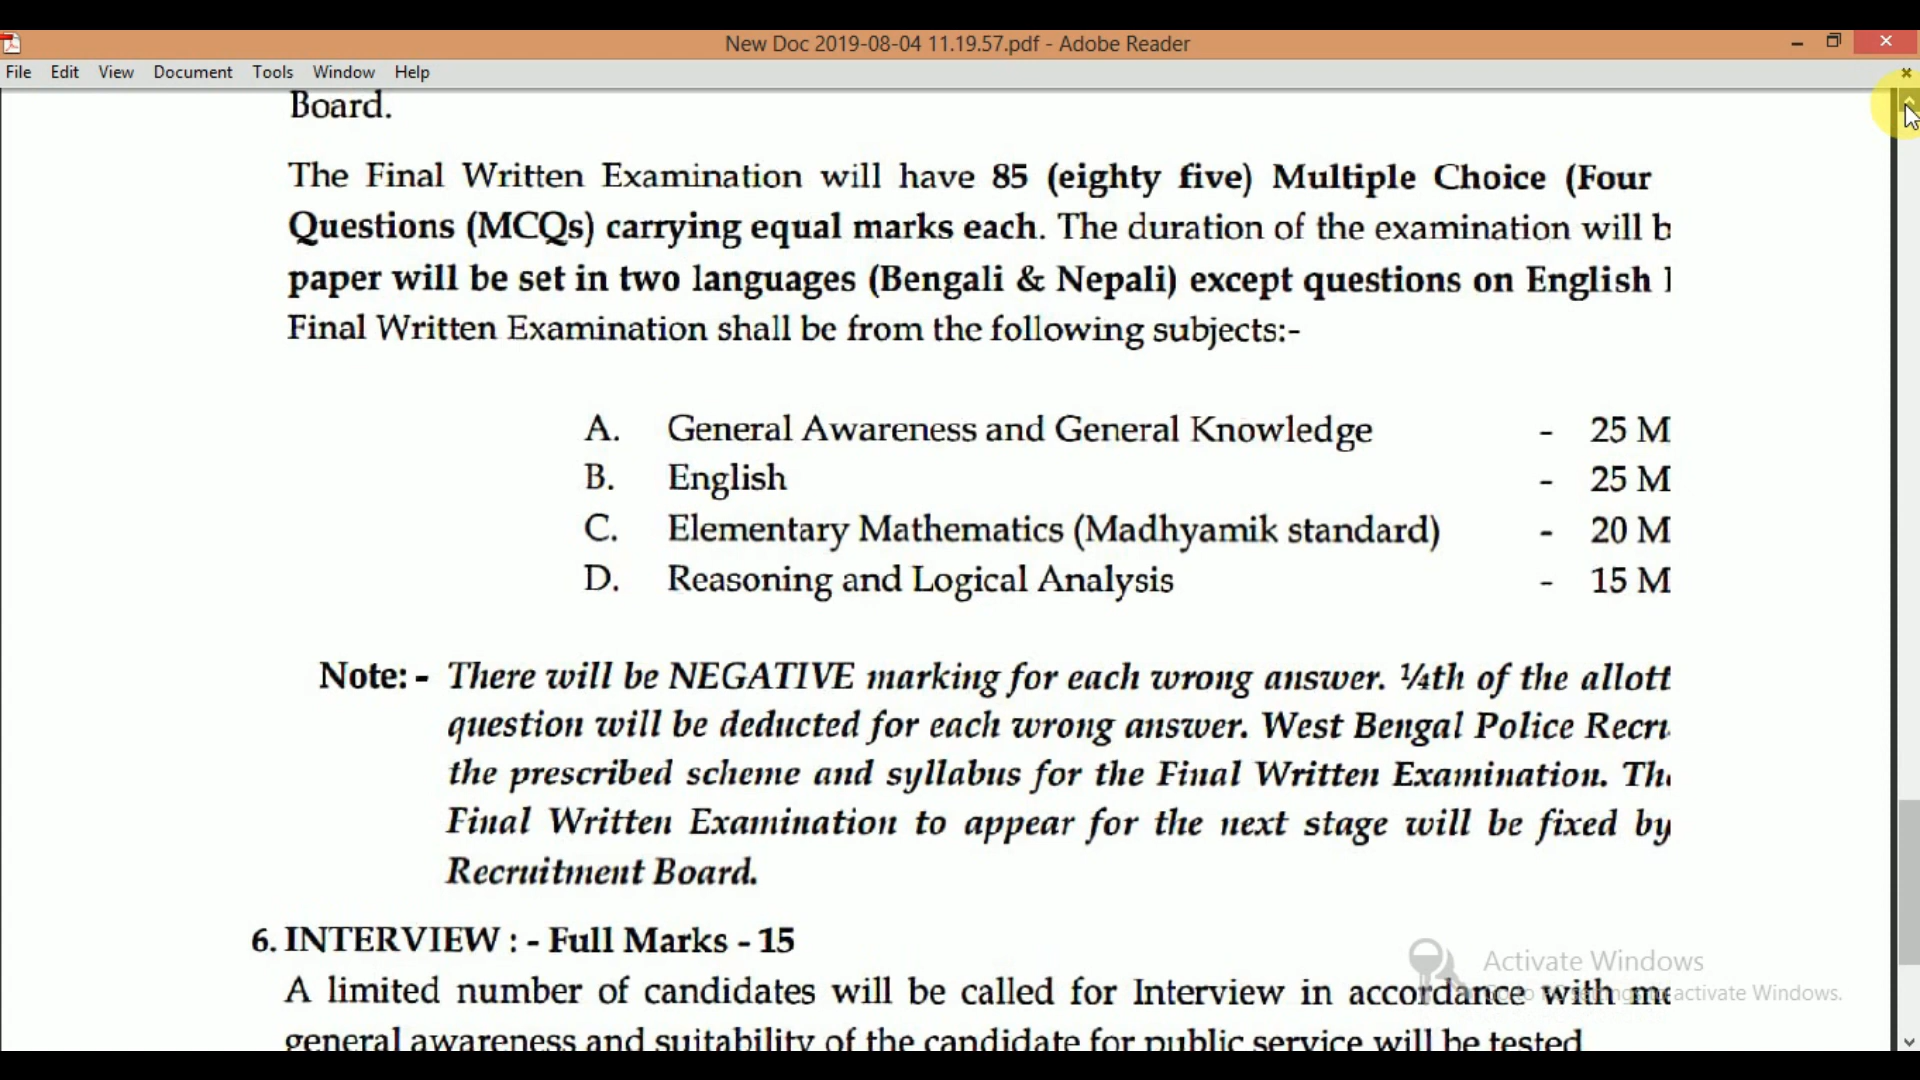 New Doc 2019-08-04 11.19.57.pdf - Adobe Reader
File Edit View Document Tools Window Help
Board.
The Final Written Examination will have 85 (eighty five) Multiple Choice (Four
Questions (MCQs) carrying equal marks each. The duration of the examination will b
paper will be set in two languages (Bengali & Nepali) except questions on English
Final Written Examination shall be from the following subjects:-
A. General Awareness and General Knowledge - 25 M
B. English - 25 M
C. Elementary Mathematics (Madhyamik standard) - 20 M
D. Reasoning and Logical Analysis - 15 M
Note: - There will be NEGATIVE marking for each wrong answer. ¼th of the allott
question will be deducted for each wrong answer. West Bengal Police Recru
the prescribed scheme and syllabus for the Final Written Examination. The
Final Written Examination to appear for the next stage will be fixed by
Recruitment Board.
6. INTERVIEW : - Full Marks - 15
A limited number of candidates will be called for Interview in accordance with
general awareness and suitability of the candidate for public service will be tested
Activate Windows
Go to PC settings to activate Windows.